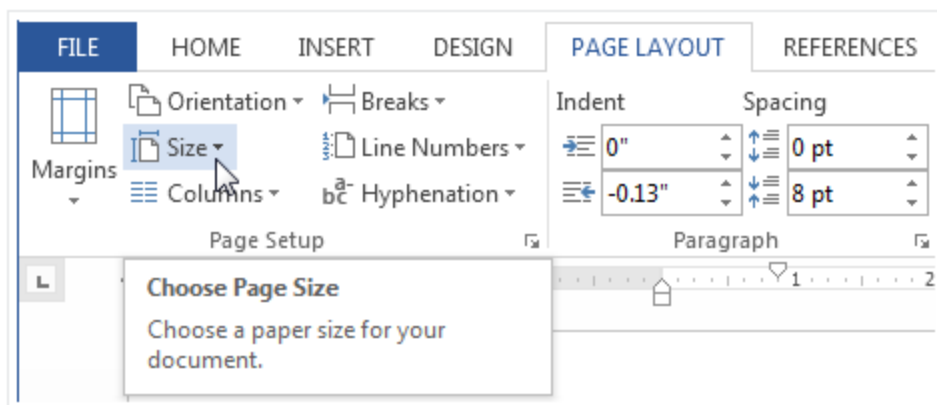 FILE HOME INSERT DESIGN PAGE LAYOUT REFERENCES
Orientation Breaks Indent Spacing
Size Line Numbers 0" 0 pt
Margins
Columns Hyphenation -0.13" 8 pt
Page Setup Paragraph
L 1 2
Choose Page Size
Choose a paper size for your
document.